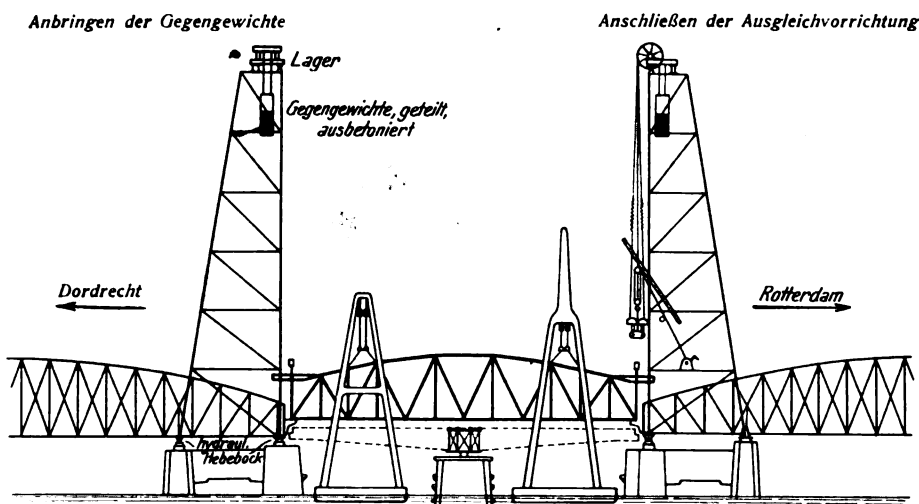 Anbringen der Gegengewichte
Anschließen der Ausgleichvorrichtung
Lager
Gegengewichte, geteilt,
ausbetoniert
Dordrecht
Rotterdam
hydraul.
Hebebock